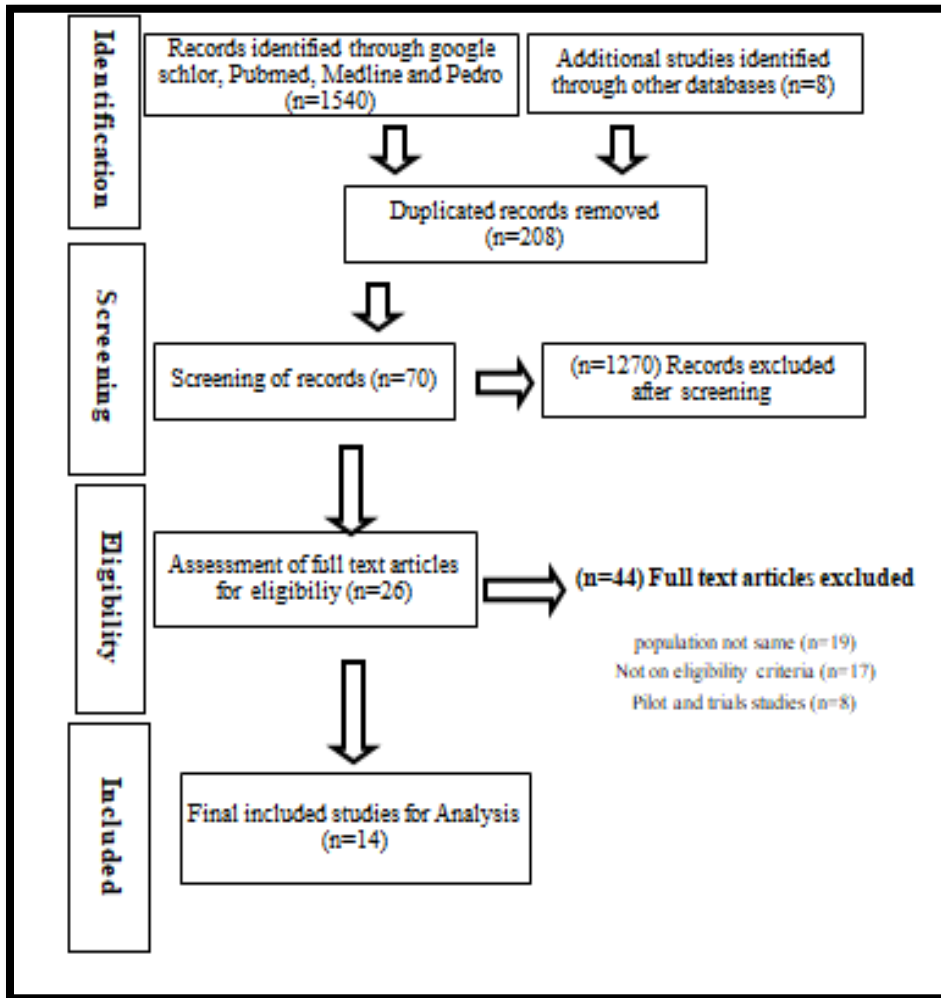 Identification
Records identified through google
schlor, Pubmed, Medline and Pedro
(n=1540)
Additional studies identified
through other databases (n=8)
Duplicated records removed
(n=208)
Screening
Screening of records (n=70)
(n=1270) Records excluded
after screening
Eligibility
Assessment of full text articles
for eligibiliy (n=26)
(n=44) Full text articles excluded
population not same (n=19)
Not on eligibility criteria (n=17)
Pilot and trials studies (n=8)
Included
Final included studies for Analysis
(n=14)